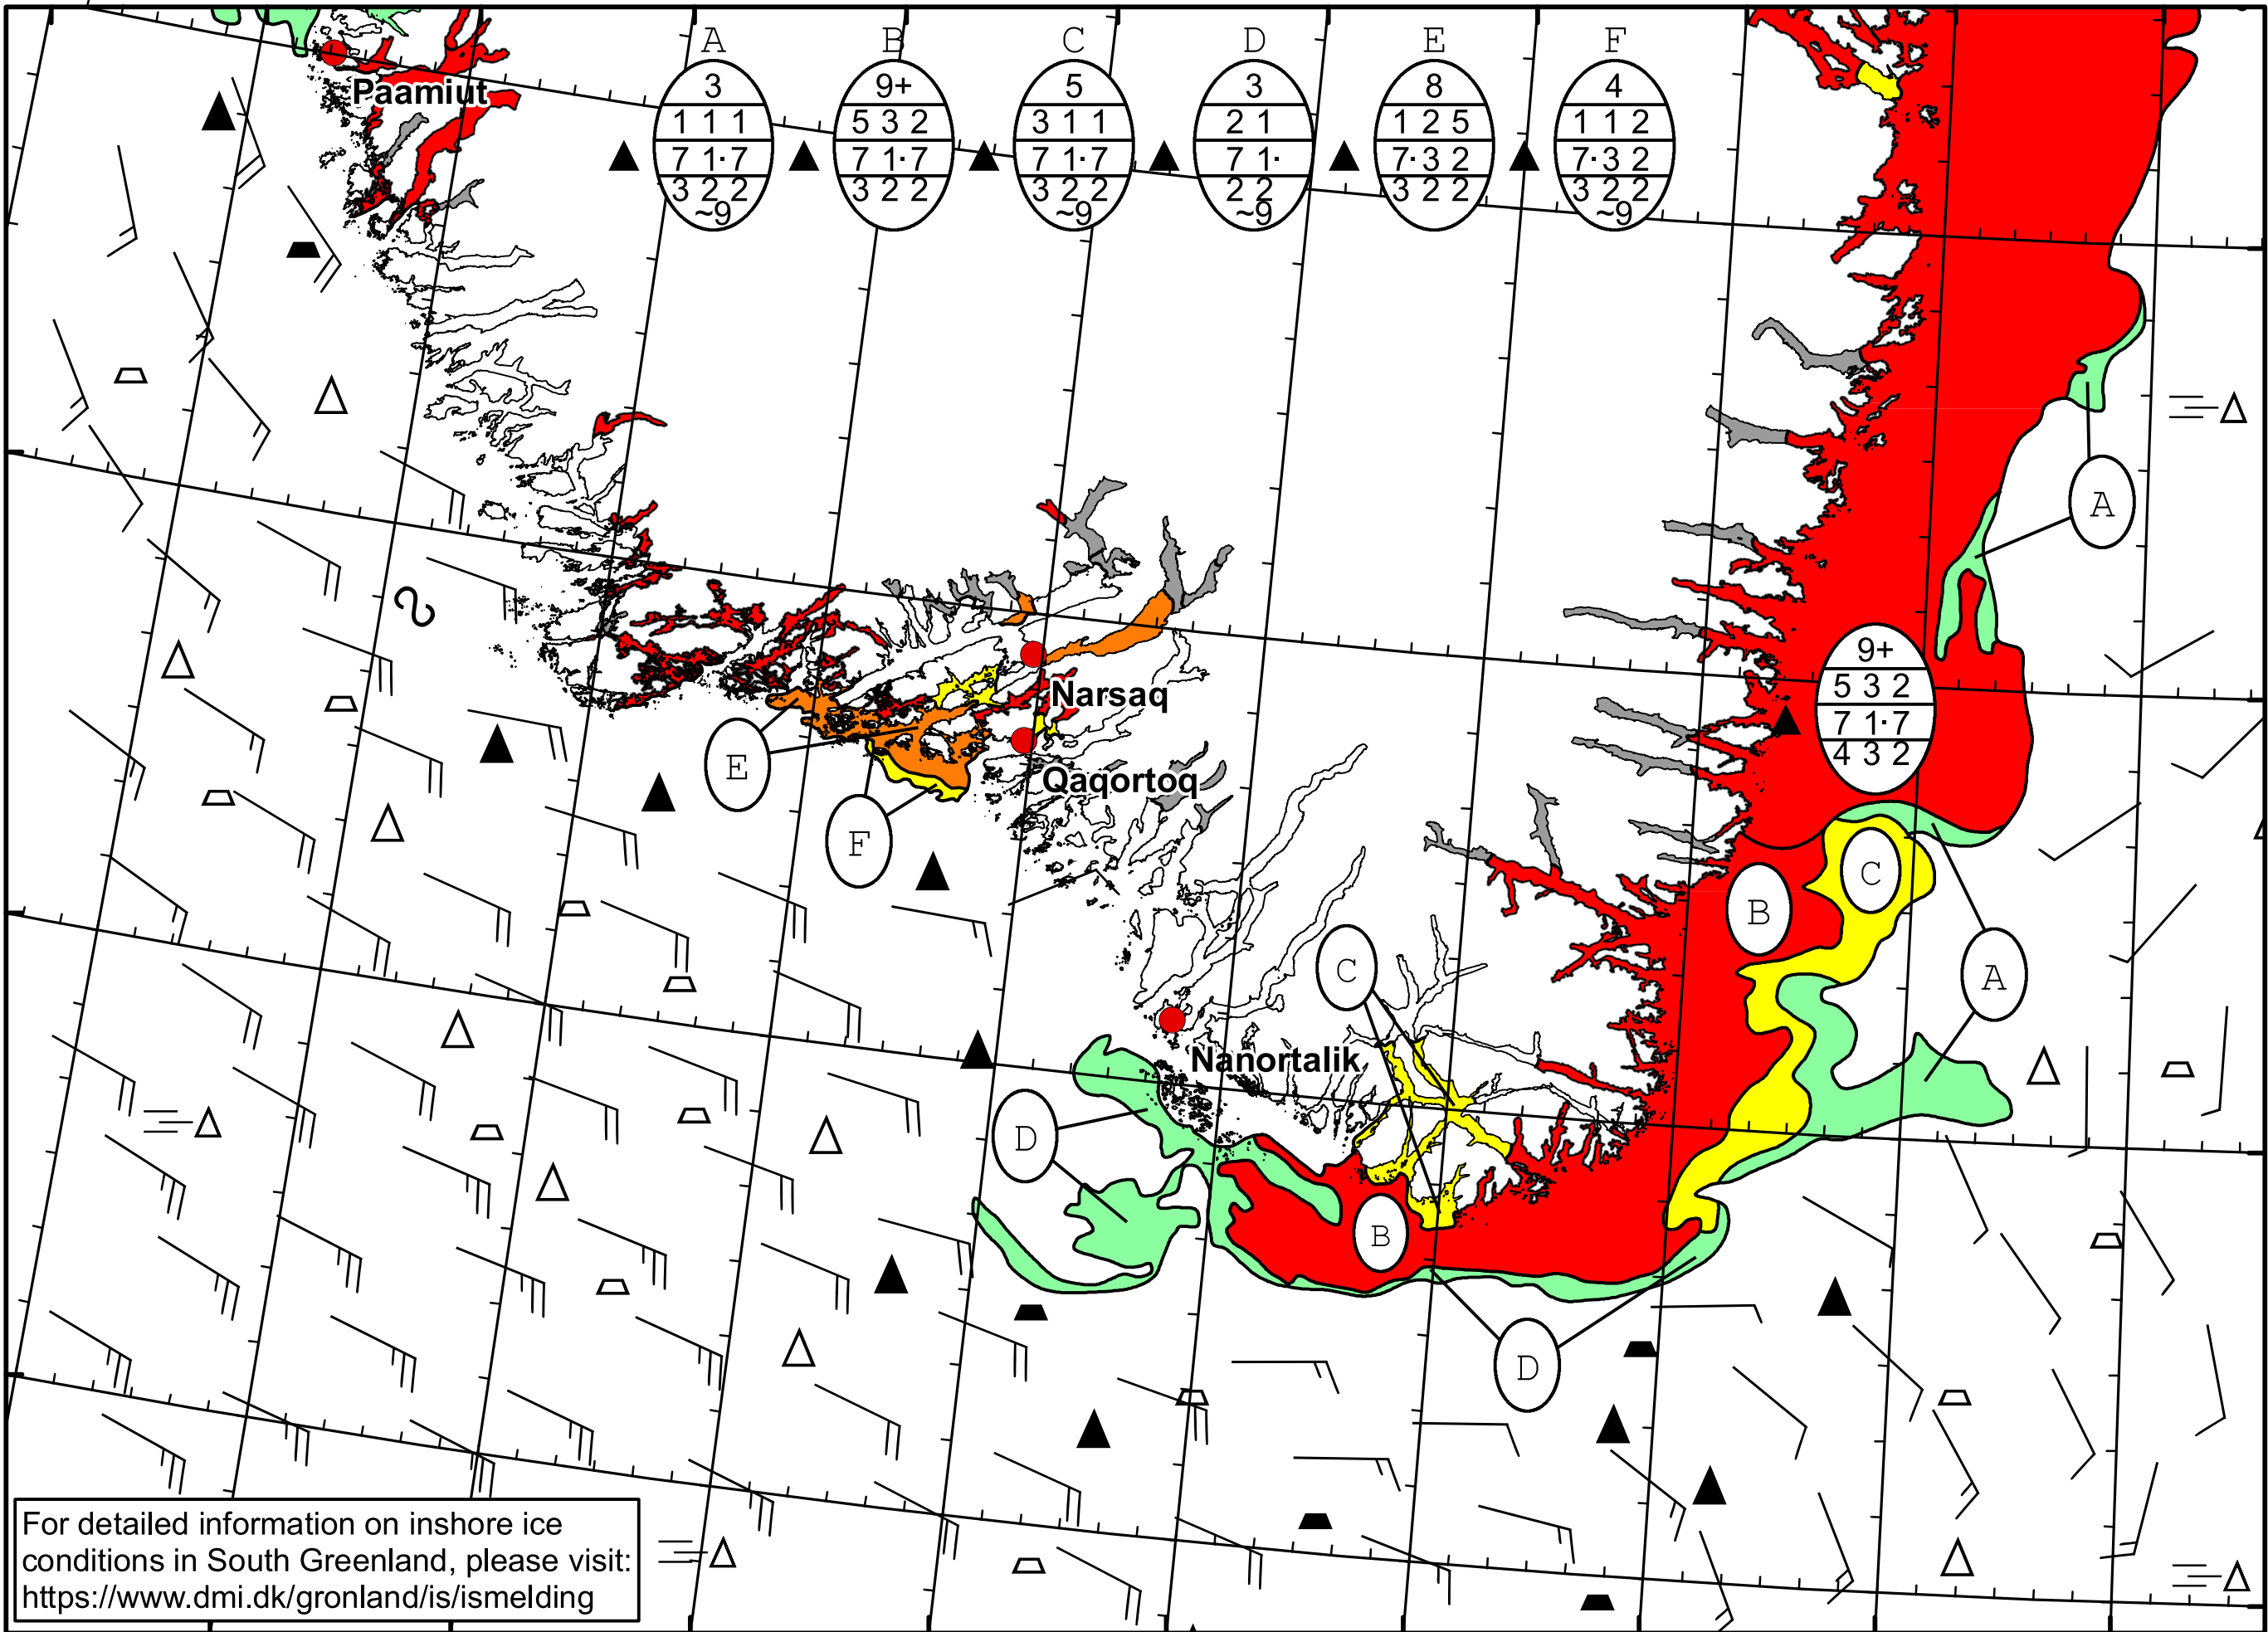 A B C D E F
3 9+ 5 3 8 4
1 1 1 5 3 2 3 1 1 2 1 1 2 5 1 1 2
7 1·7 7 1·7 7 1·7 7 1· 7·3 2 7·3 2
3 2 2 3 2 2 3 2 2 2 2 3 2 2 3 2 2
~9 ~9 ~9 ~9
Paamiut
A
9+
5 3 2
7 1·7
4 3 2
Narsaq
E
Qaqortoq
F
C
B
C
A
Nanortalik
D
B
D
For detailed information on inshore ice
conditions in South Greenland, please visit:
https://www.dmi.dk/gronland/is/ismelding